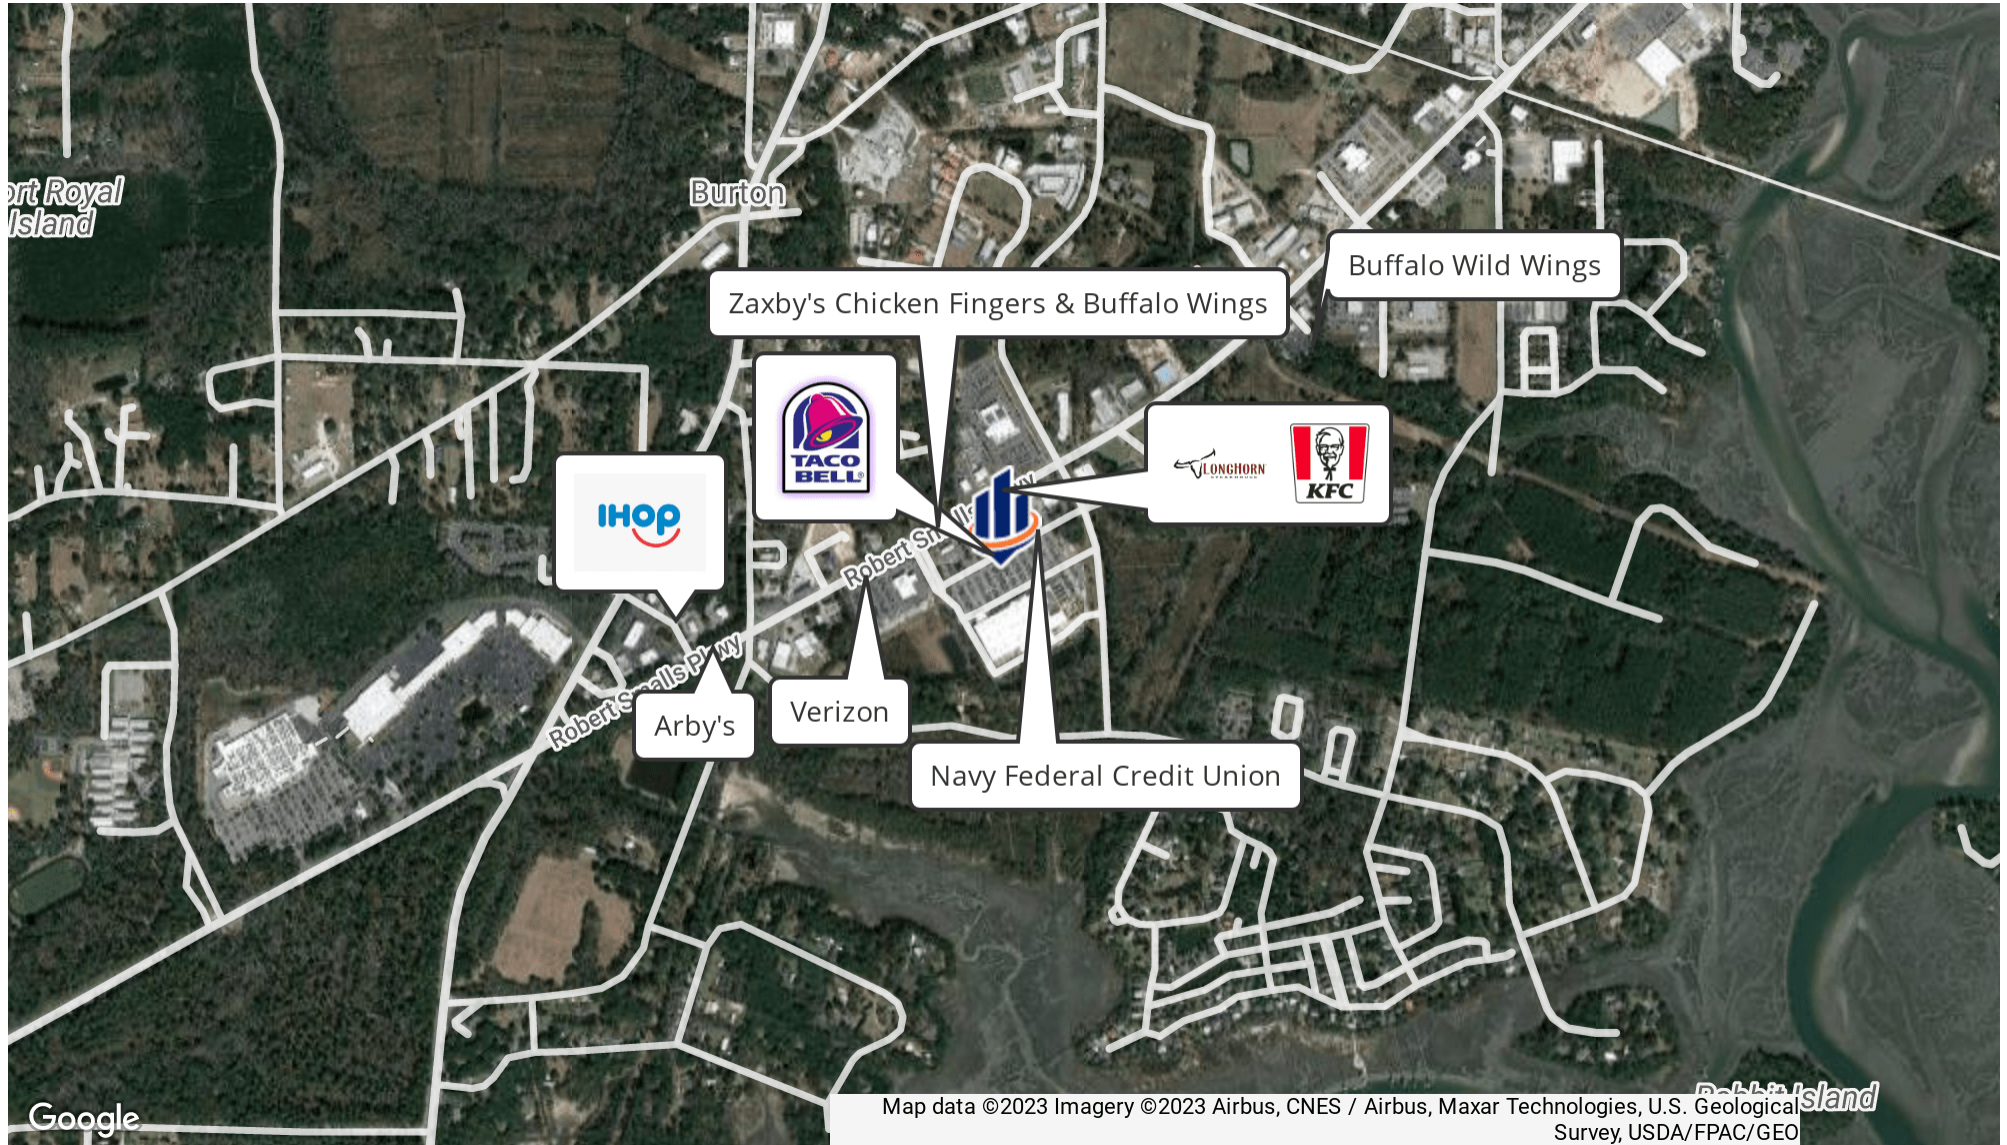 ort Royal
Island
Burton
Buffalo Wild Wings
Zaxby's Chicken Fingers & Buffalo Wings
TACO
BELL®
LONGHORN
KFC
IHOP
Robert Smalls
Robert Smalls Pkwy
Arby's
Verizon
Navy Federal Credit Union
Rabbit Island
Google
Map data ©2023 Imagery ©2023 Airbus, CNES / Airbus, Maxar Technologies, U.S. Geological
Survey, USDA/FPAC/GEO